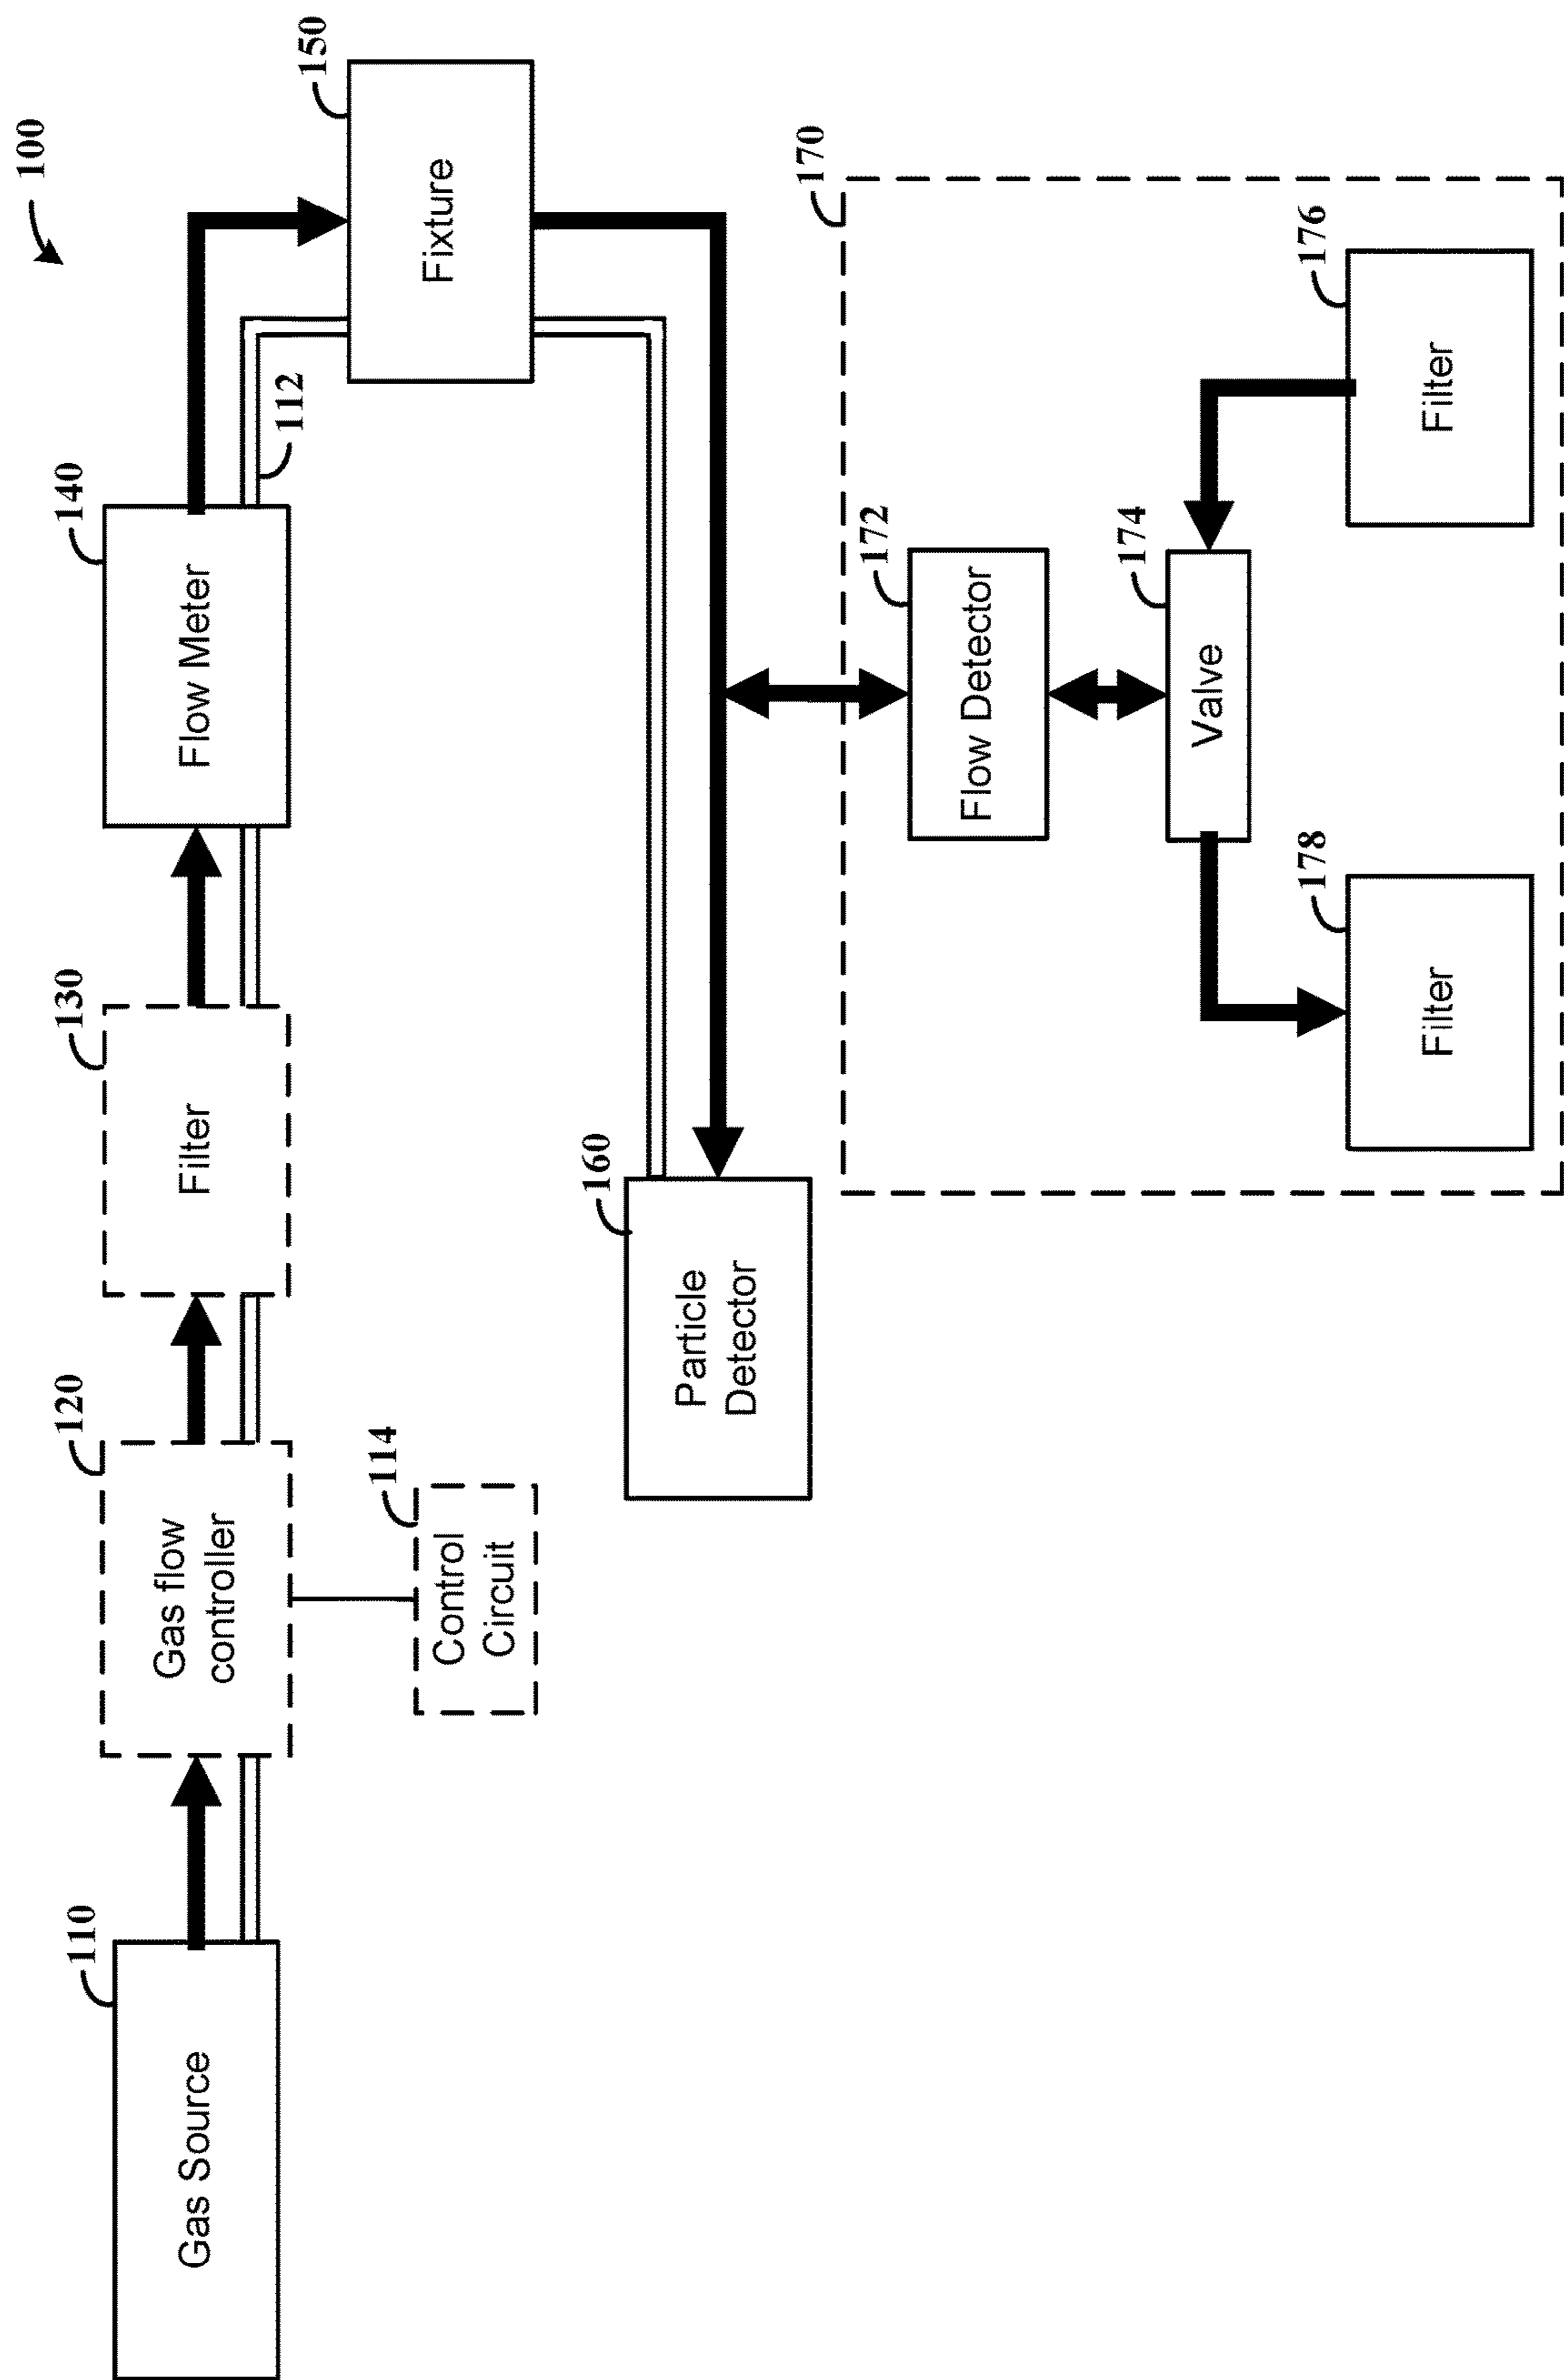 100
110
Gas Source
120
Gas flow
controller
114
Control
Circuit
130
Filter
140
Flow Meter
112
150
Fixture
160
Particle
Detector
170
172
Flow Detector
174
Valve
176
Filter
178
Filter